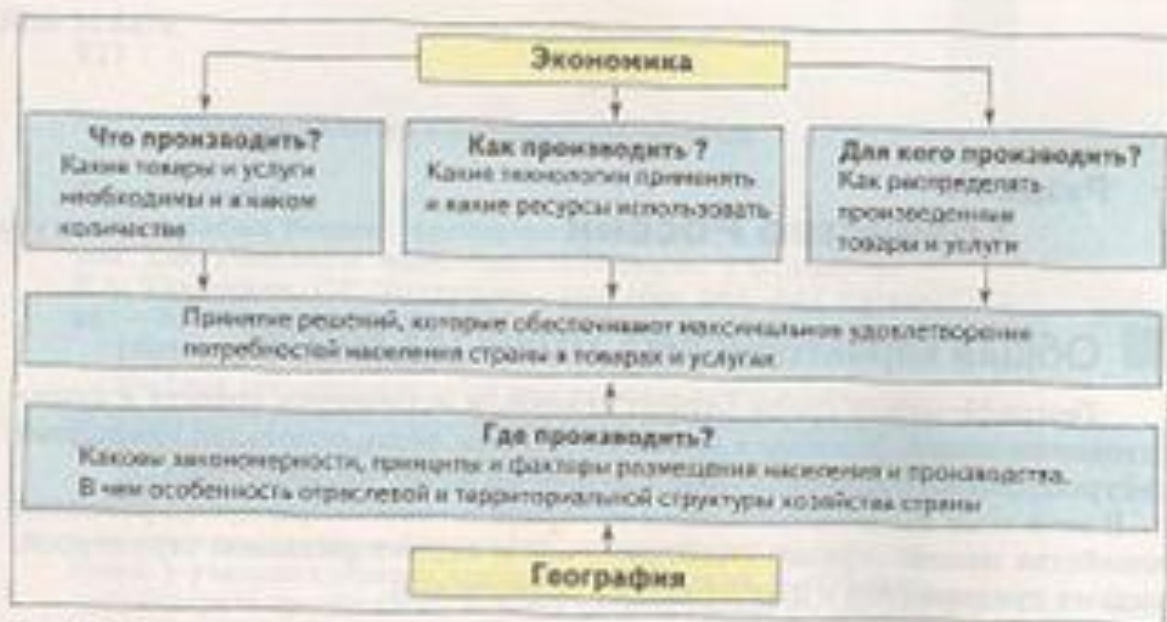 Экономика
Что производить?
Какие товары и услуги
необходимы и в каком
количестве
Как производить ?
Какие технологии применять
и какие ресурсы использовать
Для кого производить?
Как распределять
произведенные
товары и услуги
Принятие решений, которые обеспечивают максимальное удовлетворение
потребностей населения страны в товарах и услугах
Где производить?
Каковы закономерности, принципы и факторы размещения населения и производства.
В чем особенность отраслевой и территориальной структуры хозяйства страны
География